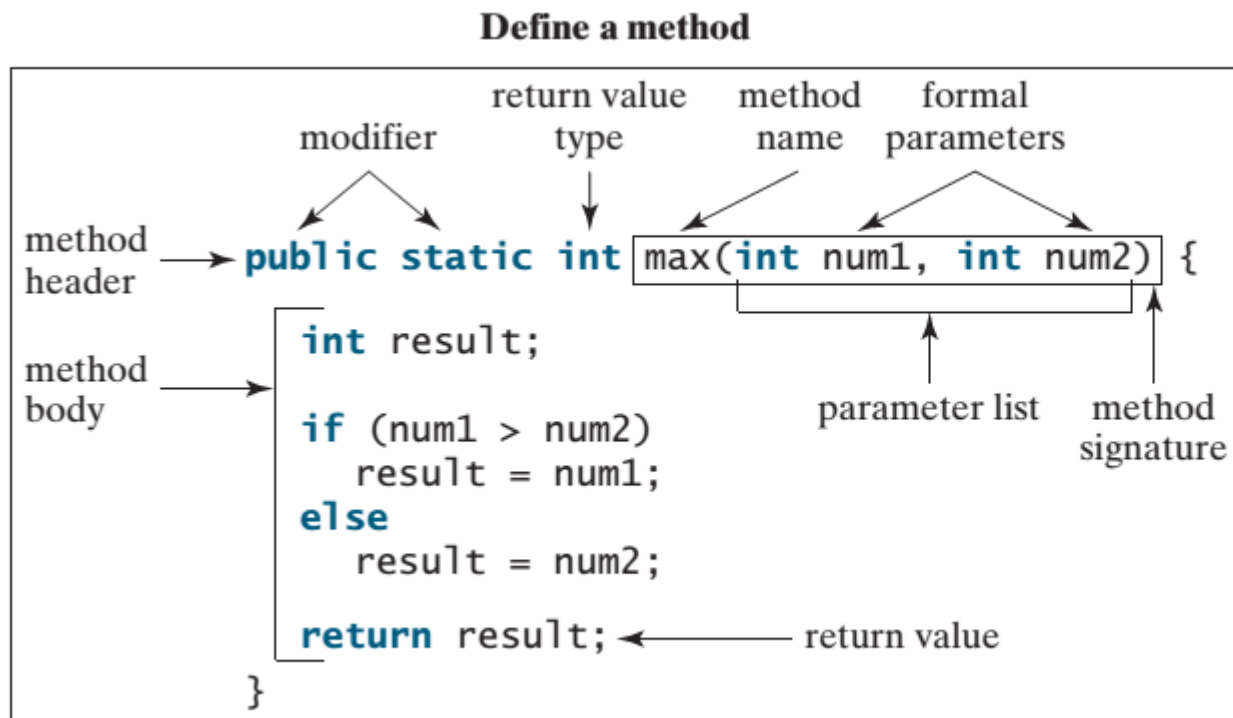 Define a method
return value method formal
modifier type name parameters
method
header
public static int max(int num1, int num2) {
int result;
method
body
parameter list method
signature
if (num1 > num2)
result = num1;
else
result = num2;
return result; return value
}